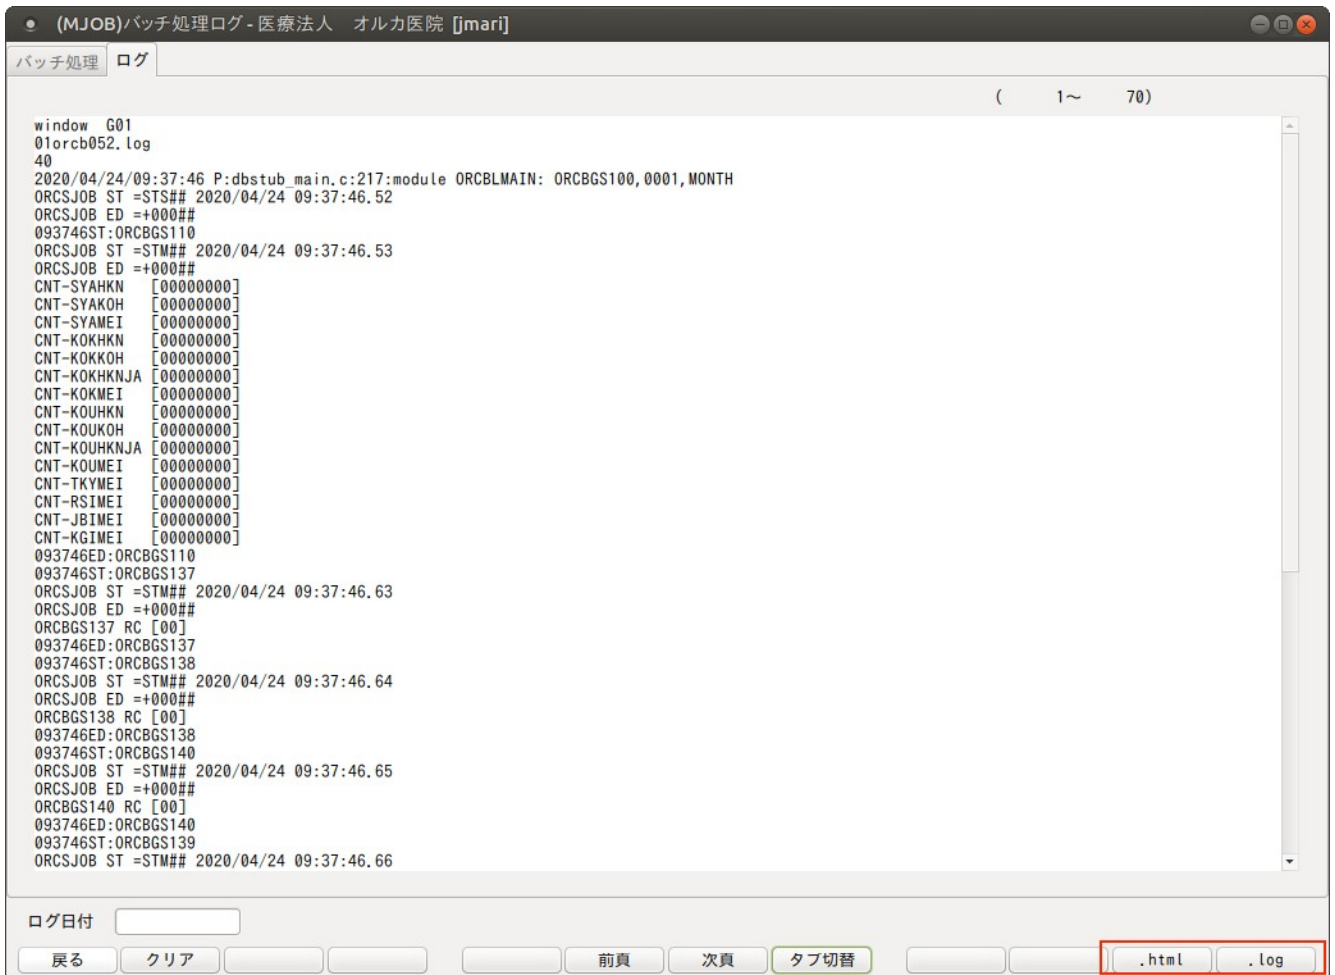 (MJOB)バッチ処理ログ - 医療法人　オルカ医院 [jmari]
バッチ処理 ログ
( 1～ 70)
window  G01
01orcb052.log
40
2020/04/24/09:37:46 P:dbstub_main.c:217:module ORCBLMAIN: ORCBGS100,0001,MONTH
ORCSJOB ST =STS## 2020/04/24 09:37:46.52
ORCSJOB ED =+000##
093746ST:ORCBGS110
ORCSJOB ST =STM## 2020/04/24 09:37:46.53
ORCSJOB ED =+000##
CNT-SYAHKN   [00000000]
CNT-SYAKOH   [00000000]
CNT-SYAMEI   [00000000]
CNT-KOKHKN   [00000000]
CNT-KOKKOH   [00000000]
CNT-KOKHKNJA [00000000]
CNT-KOKMEI   [00000000]
CNT-KOUHKN   [00000000]
CNT-KOUKOH   [00000000]
CNT-KOUHKNJA [00000000]
CNT-KOUMEI   [00000000]
CNT-TKYMEI   [00000000]
CNT-RSIMEI   [00000000]
CNT-JBIMEI   [00000000]
CNT-KGIMEI   [00000000]
093746ED:ORCBGS110
093746ST:ORCBGS137
ORCSJOB ST =STM## 2020/04/24 09:37:46.63
ORCSJOB ED =+000##
ORCBGS137 RC [00]
093746ED:ORCBGS137
093746ST:ORCBGS138
ORCSJOB ST =STM## 2020/04/24 09:37:46.64
ORCSJOB ED =+000##
ORCBGS138 RC [00]
093746ED:ORCBGS138
093746ST:ORCBGS140
ORCSJOB ST =STM## 2020/04/24 09:37:46.65
ORCSJOB ED =+000##
ORCBGS140 RC [00]
093746ED:ORCBGS140
093746ST:ORCBGS139
ORCSJOB ST =STM## 2020/04/24 09:37:46.66
ログ日付
戻る クリア 前頁 次頁 タブ切替 .html .log